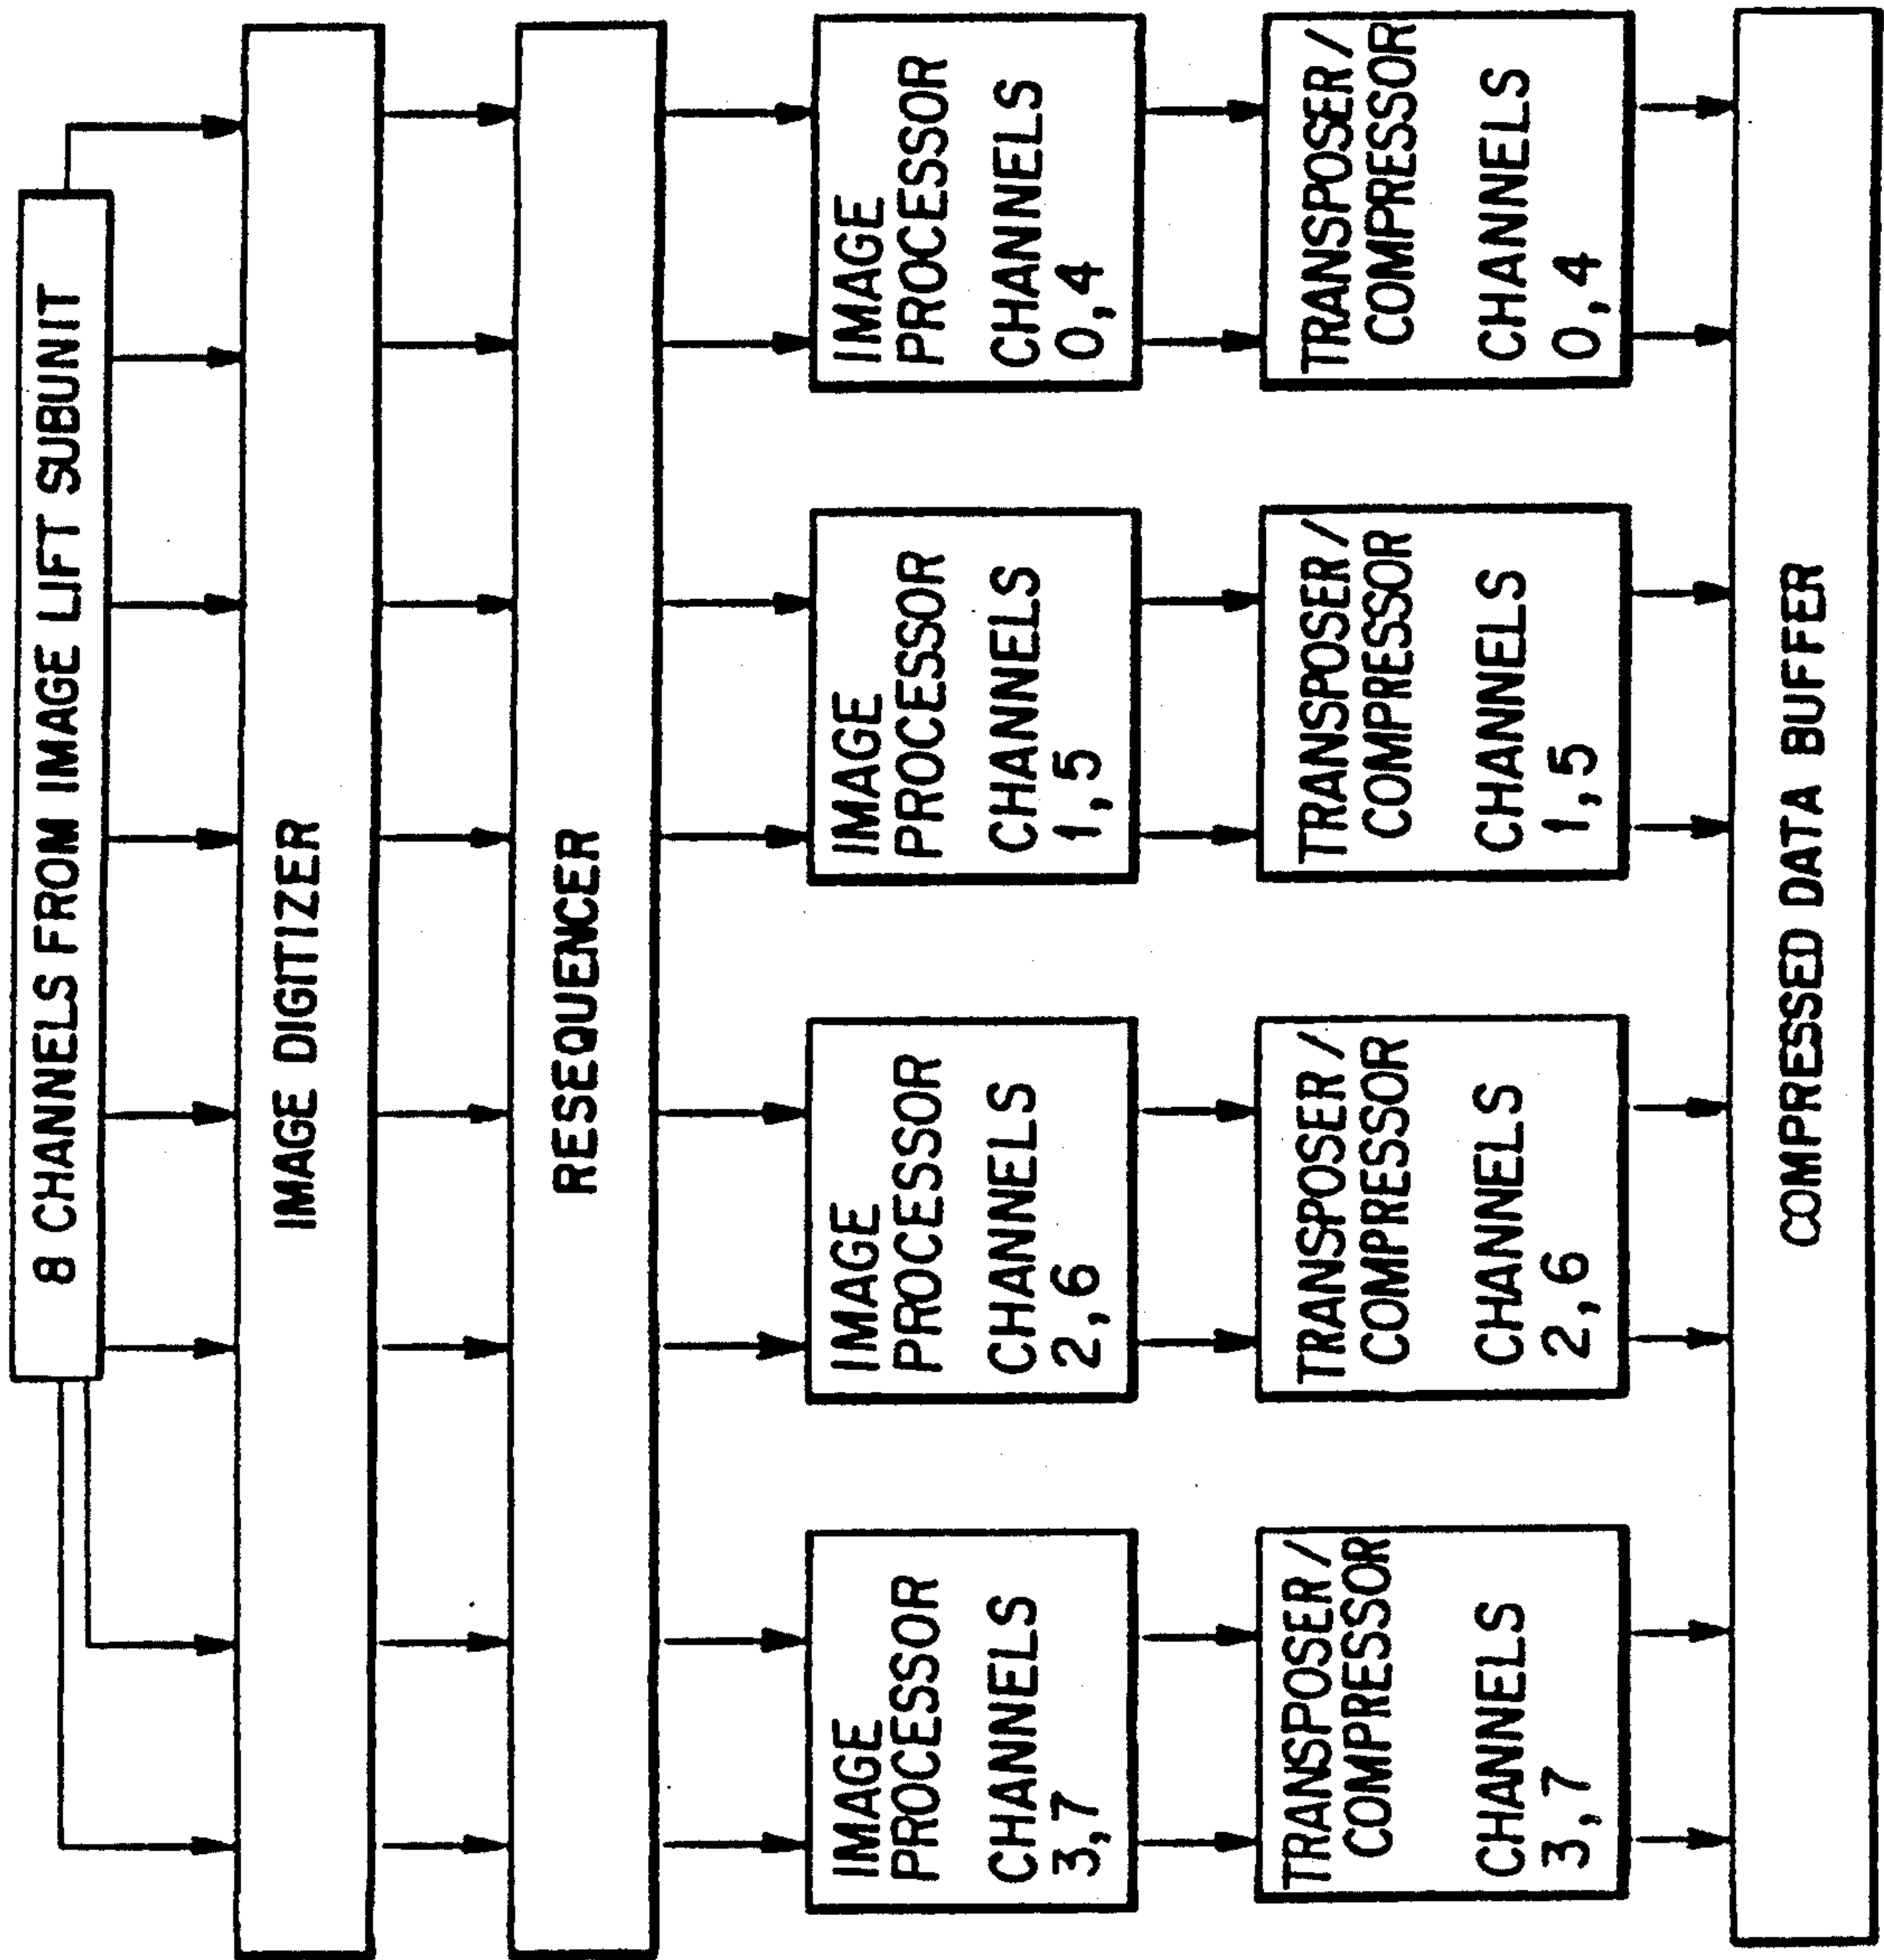 8 CHANNELS FROM IMAGE LIFT SUBUNIT
IMAGE DIGITIZER
RESEQUENCER
IMAGE
PROCESSOR
CHANNELS
3,7
IMAGE
PROCESSOR
CHANNELS
2,6
IMAGE
PROCESSOR
CHANNELS
1,5
IMAGE
PROCESSOR
CHANNELS
0,4
TRANSPOSER/
COMPRESSOR
CHANNELS
3,7
TRANSPOSER/
COMPRESSOR
CHANNELS
2,6
TRANSPOSER/
COMPRESSOR
CHANNELS
1,5
TRANSPOSER/
COMPRESSOR
CHANNELS
0,4
COMPRESSED DATA BUFFER